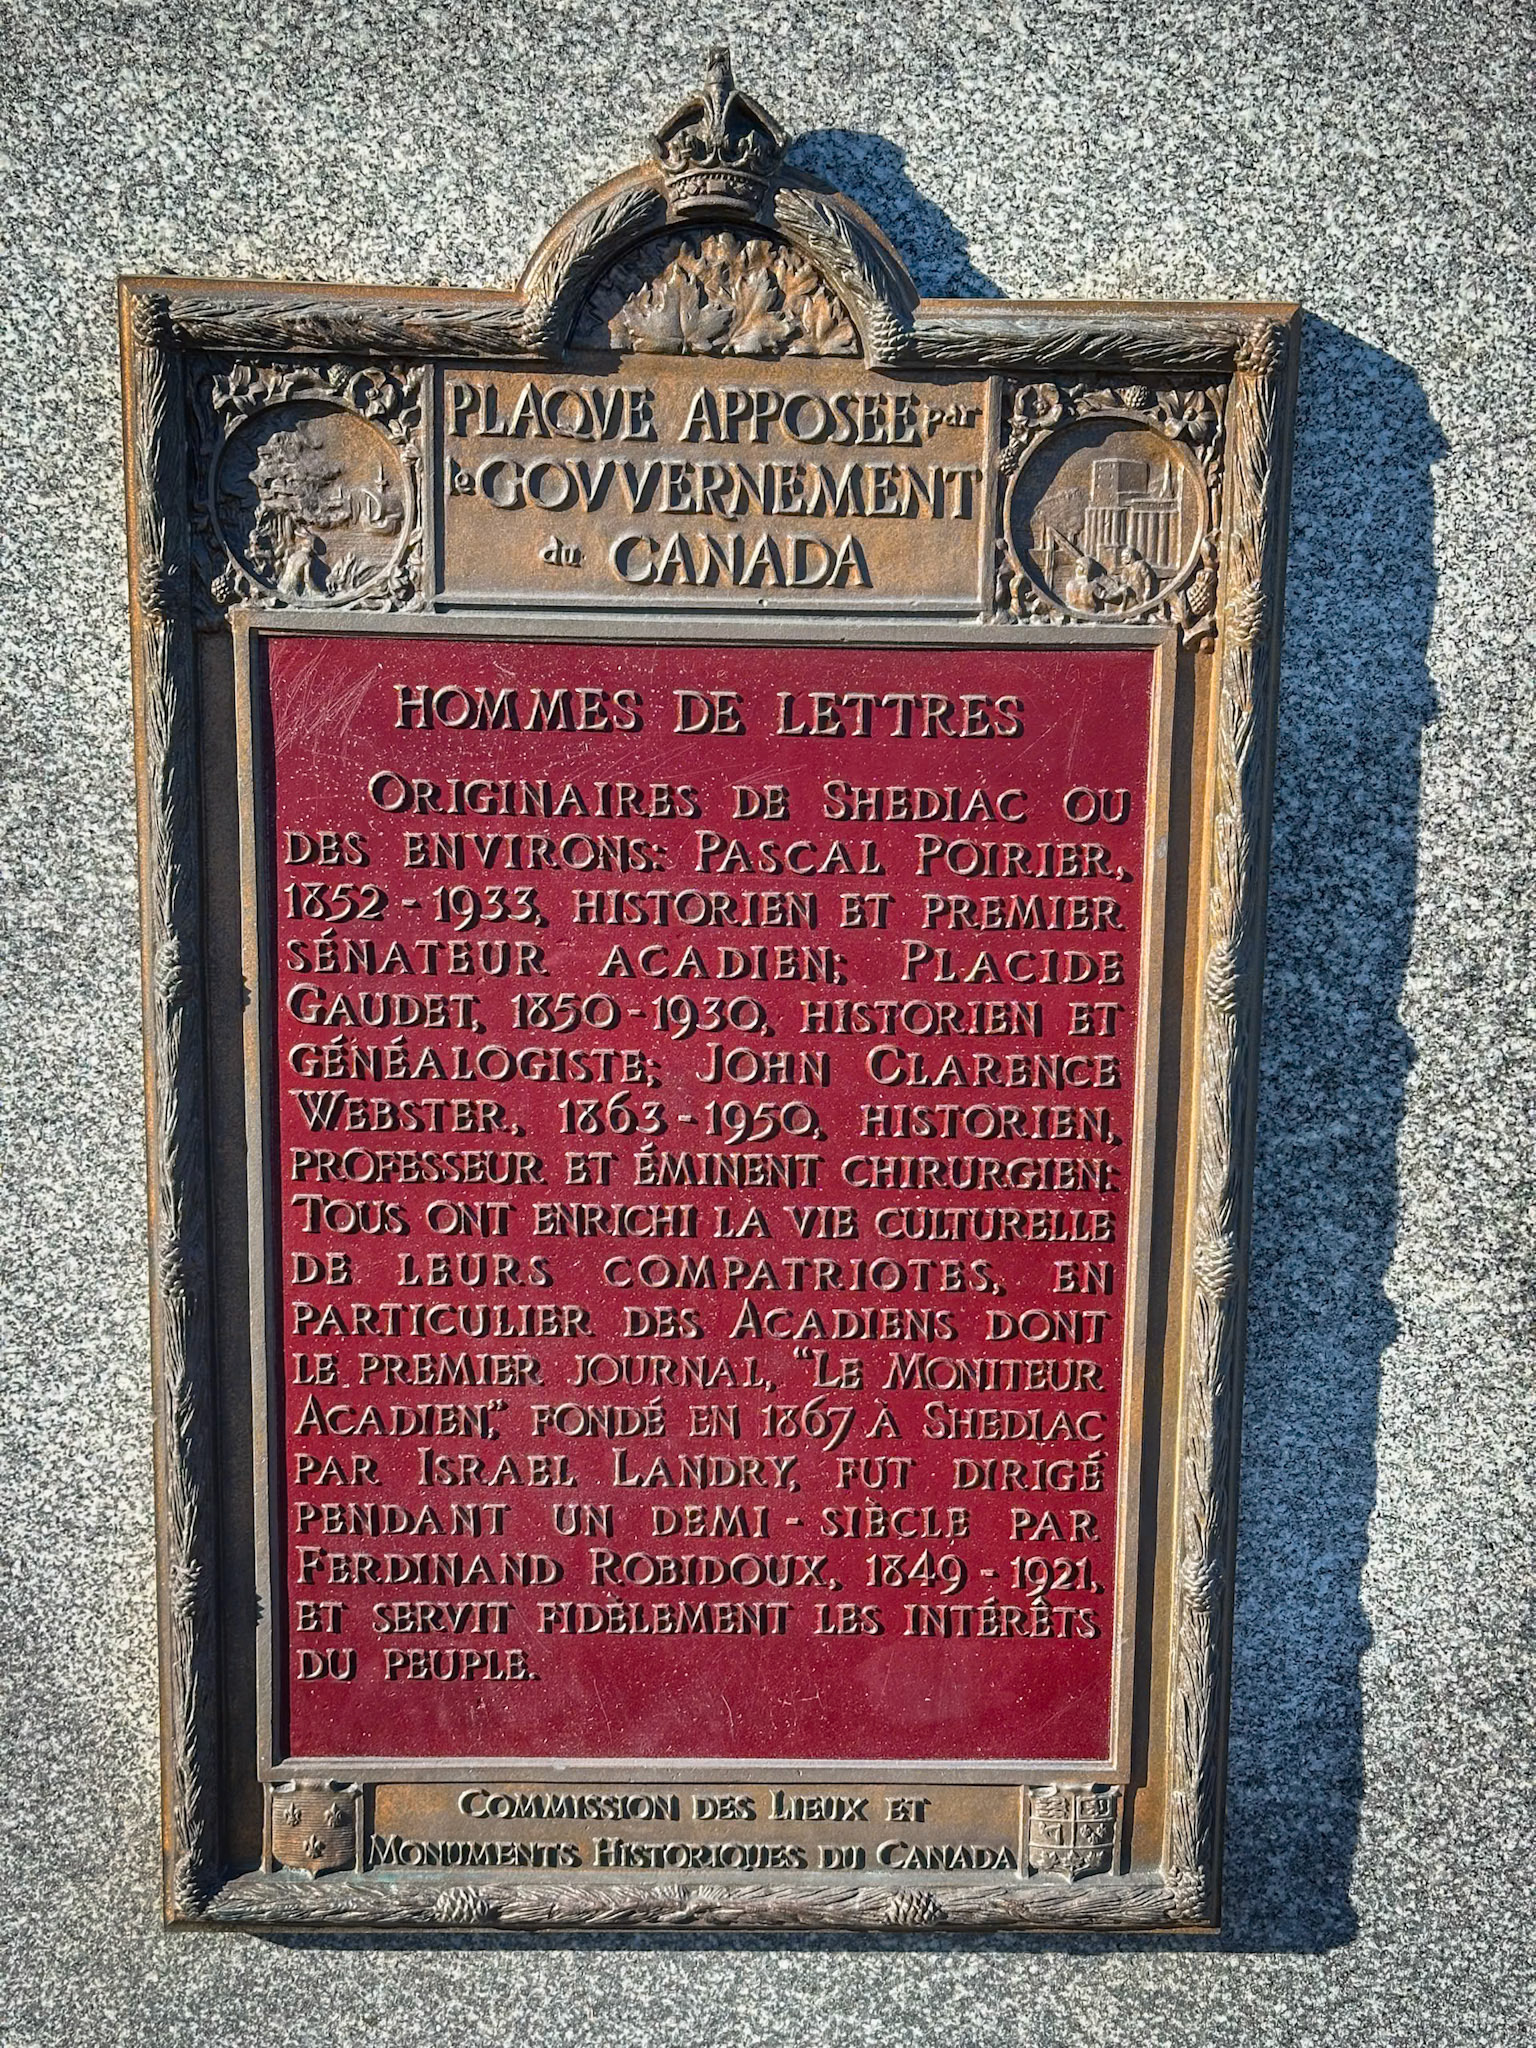 PLAQVE APPOSEE par
le GOVVERNEMENT
du CANADA
HOMMES DE LETTRES
ORIGINAIRES DE SHEDIAC OU
DES ENVIRONS: PASCAL POIRIER,
1852-1933, HISTORIEN ET PREMIER
SÉNATEUR ACADIEN; PLACIDE
GAUDET, 1850-1930, HISTORIEN ET
GÉNÉALOGISTE; JOHN CLARENCE
WEBSTER, 1863-1950, HISTORIEN,
PROFESSEUR ET ÉMINENT CHIRURGIEN:
TOUS ONT ENRICHI LA VIE CULTURELLE
DE LEURS COMPATRIOTES, EN
PARTICULIER DES ACADIENS DONT
LE PREMIER JOURNAL, "LE MONITEUR
ACADIEN", FONDÉ EN 1867 À SHEDIAC
PAR ISRAEL LANDRY, FUT DIRIGÉ
PENDANT UN DEMI-SIÈCLE PAR
FERDINAND ROBIDOUX, 1849-1921,
ET SERVIT FIDÈLEMENT LES INTÉRÊTS
DU PEUPLE.
COMMISSION DES LIEUX ET
MONUMENTS HISTORIQUES DU CANADA